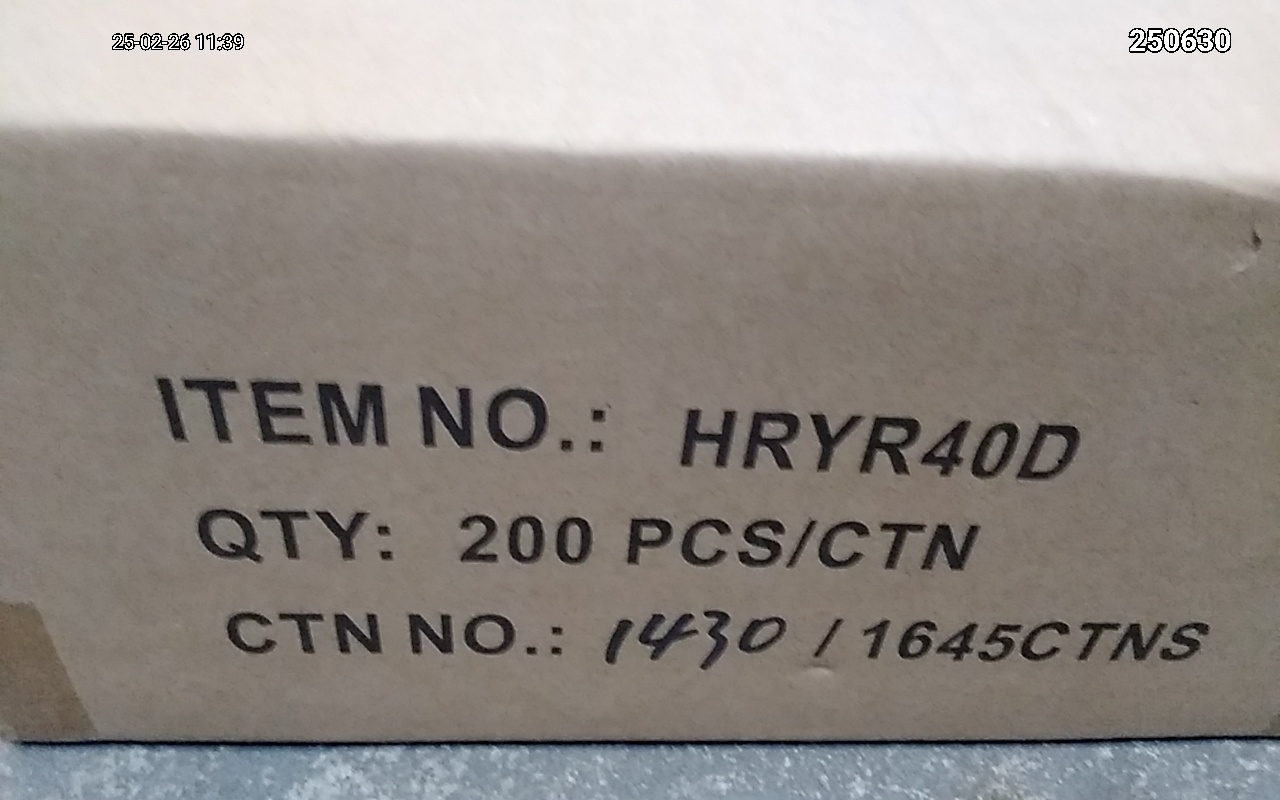 25-02-26 11:39
250630
ITEM NO.: HRYR40D
QTY: 200 PCS/CTN
CTN NO.: 1430 / 1645CTNS